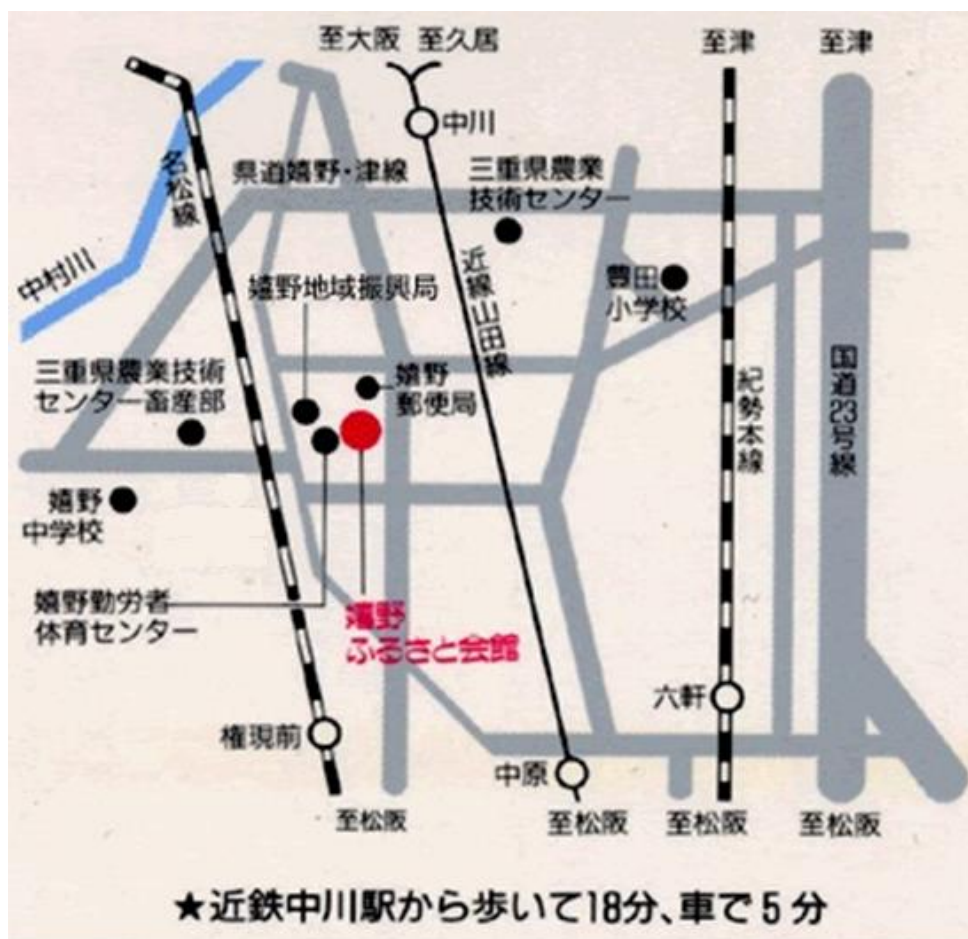 至大阪 至久居
至津
至津
中川
名松線
県道嬉野・津線
三重県農業
技術センター
中村川
近線山田線
嬉野地域振興局
豊田
小学校
三重県農業技術
センター畜産部
嬉野
郵便局
紀勢本線
国道23号線
嬉野
中学校
嬉野勤労者
体育センター
嬉野
ふるさと会館
六軒
権現前
中原
至松阪
至松阪
至松阪
至松阪
★近鉄中川駅から歩いて18分、車で5分